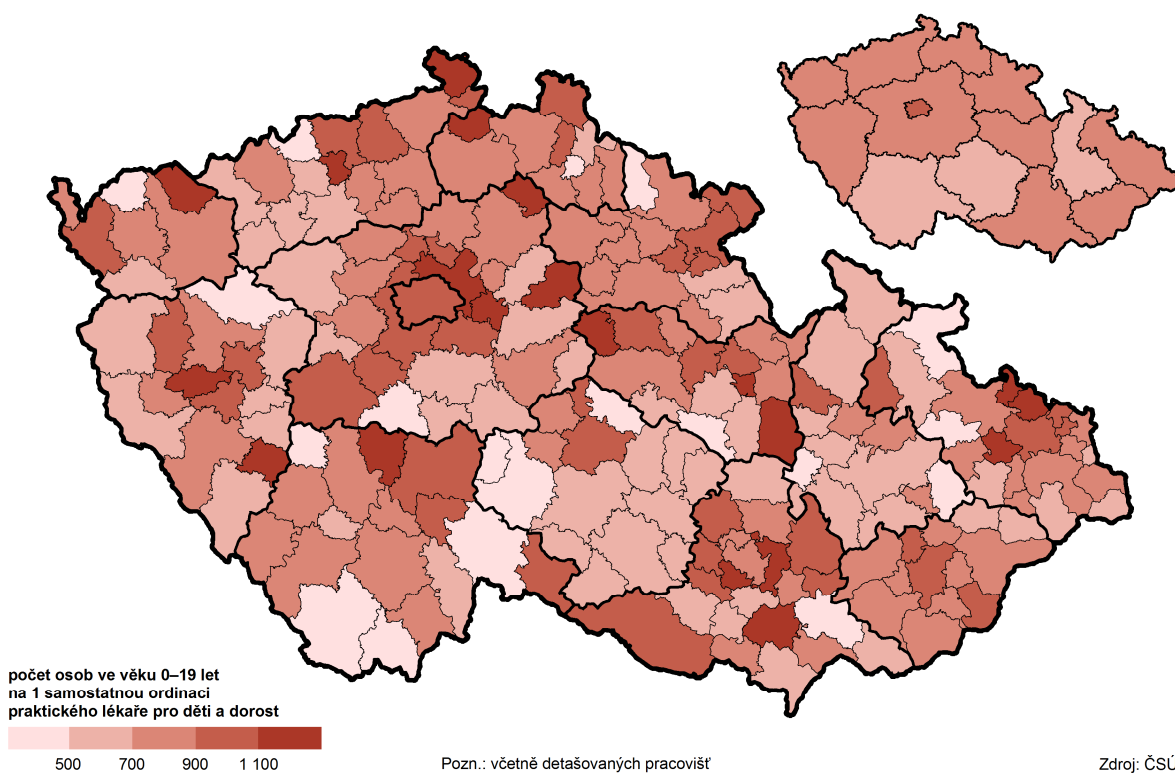 počet osob ve věku 0–19 let
na 1 samostatnou ordinaci
praktického lékaře pro děti a dorost
500 700 900 1 100
Pozn.: včetně detašovaných pracovišť
Zdroj: ČSÚ